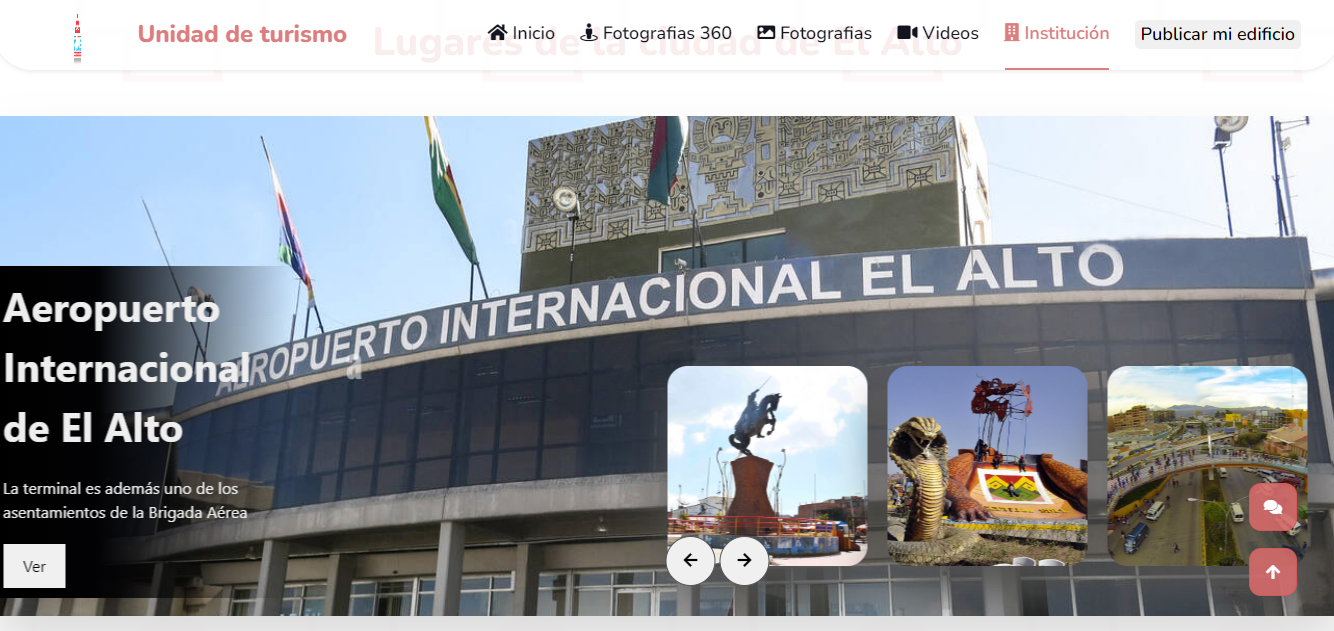 Unidad de turismo
Inicio
Fotografias 360
Fotografias
Videos
Institución
Publicar mi edificio
Lugares de la ciudad de El Alto
AEROPUERTO INTERNACIONAL EL ALTO
Aeropuerto
Internacional
de El Alto
La terminal es además uno de los
asentamientos de la Brigada Aérea
Ver